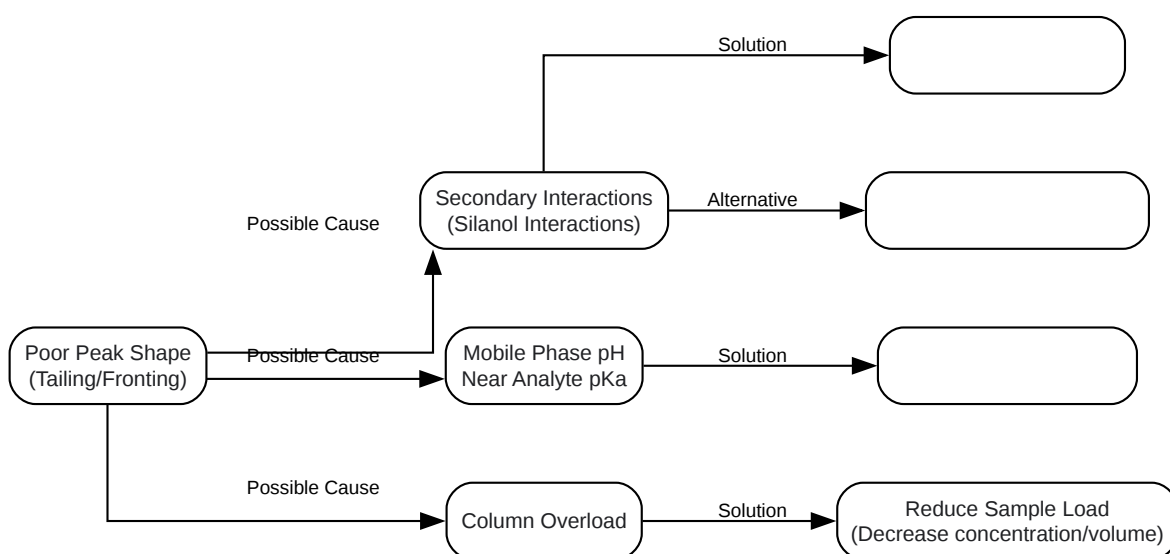 Solution
Secondary Interactions
(Silanol Interactions)
Alternative
Possible Cause
Poor Peak Shape
(Tailing/Fronting)
Possible Cause
Mobile Phase pH
Near Analyte pKa
Solution
Possible Cause
Column Overload
Solution
Reduce Sample Load
(Decrease concentration/volume)